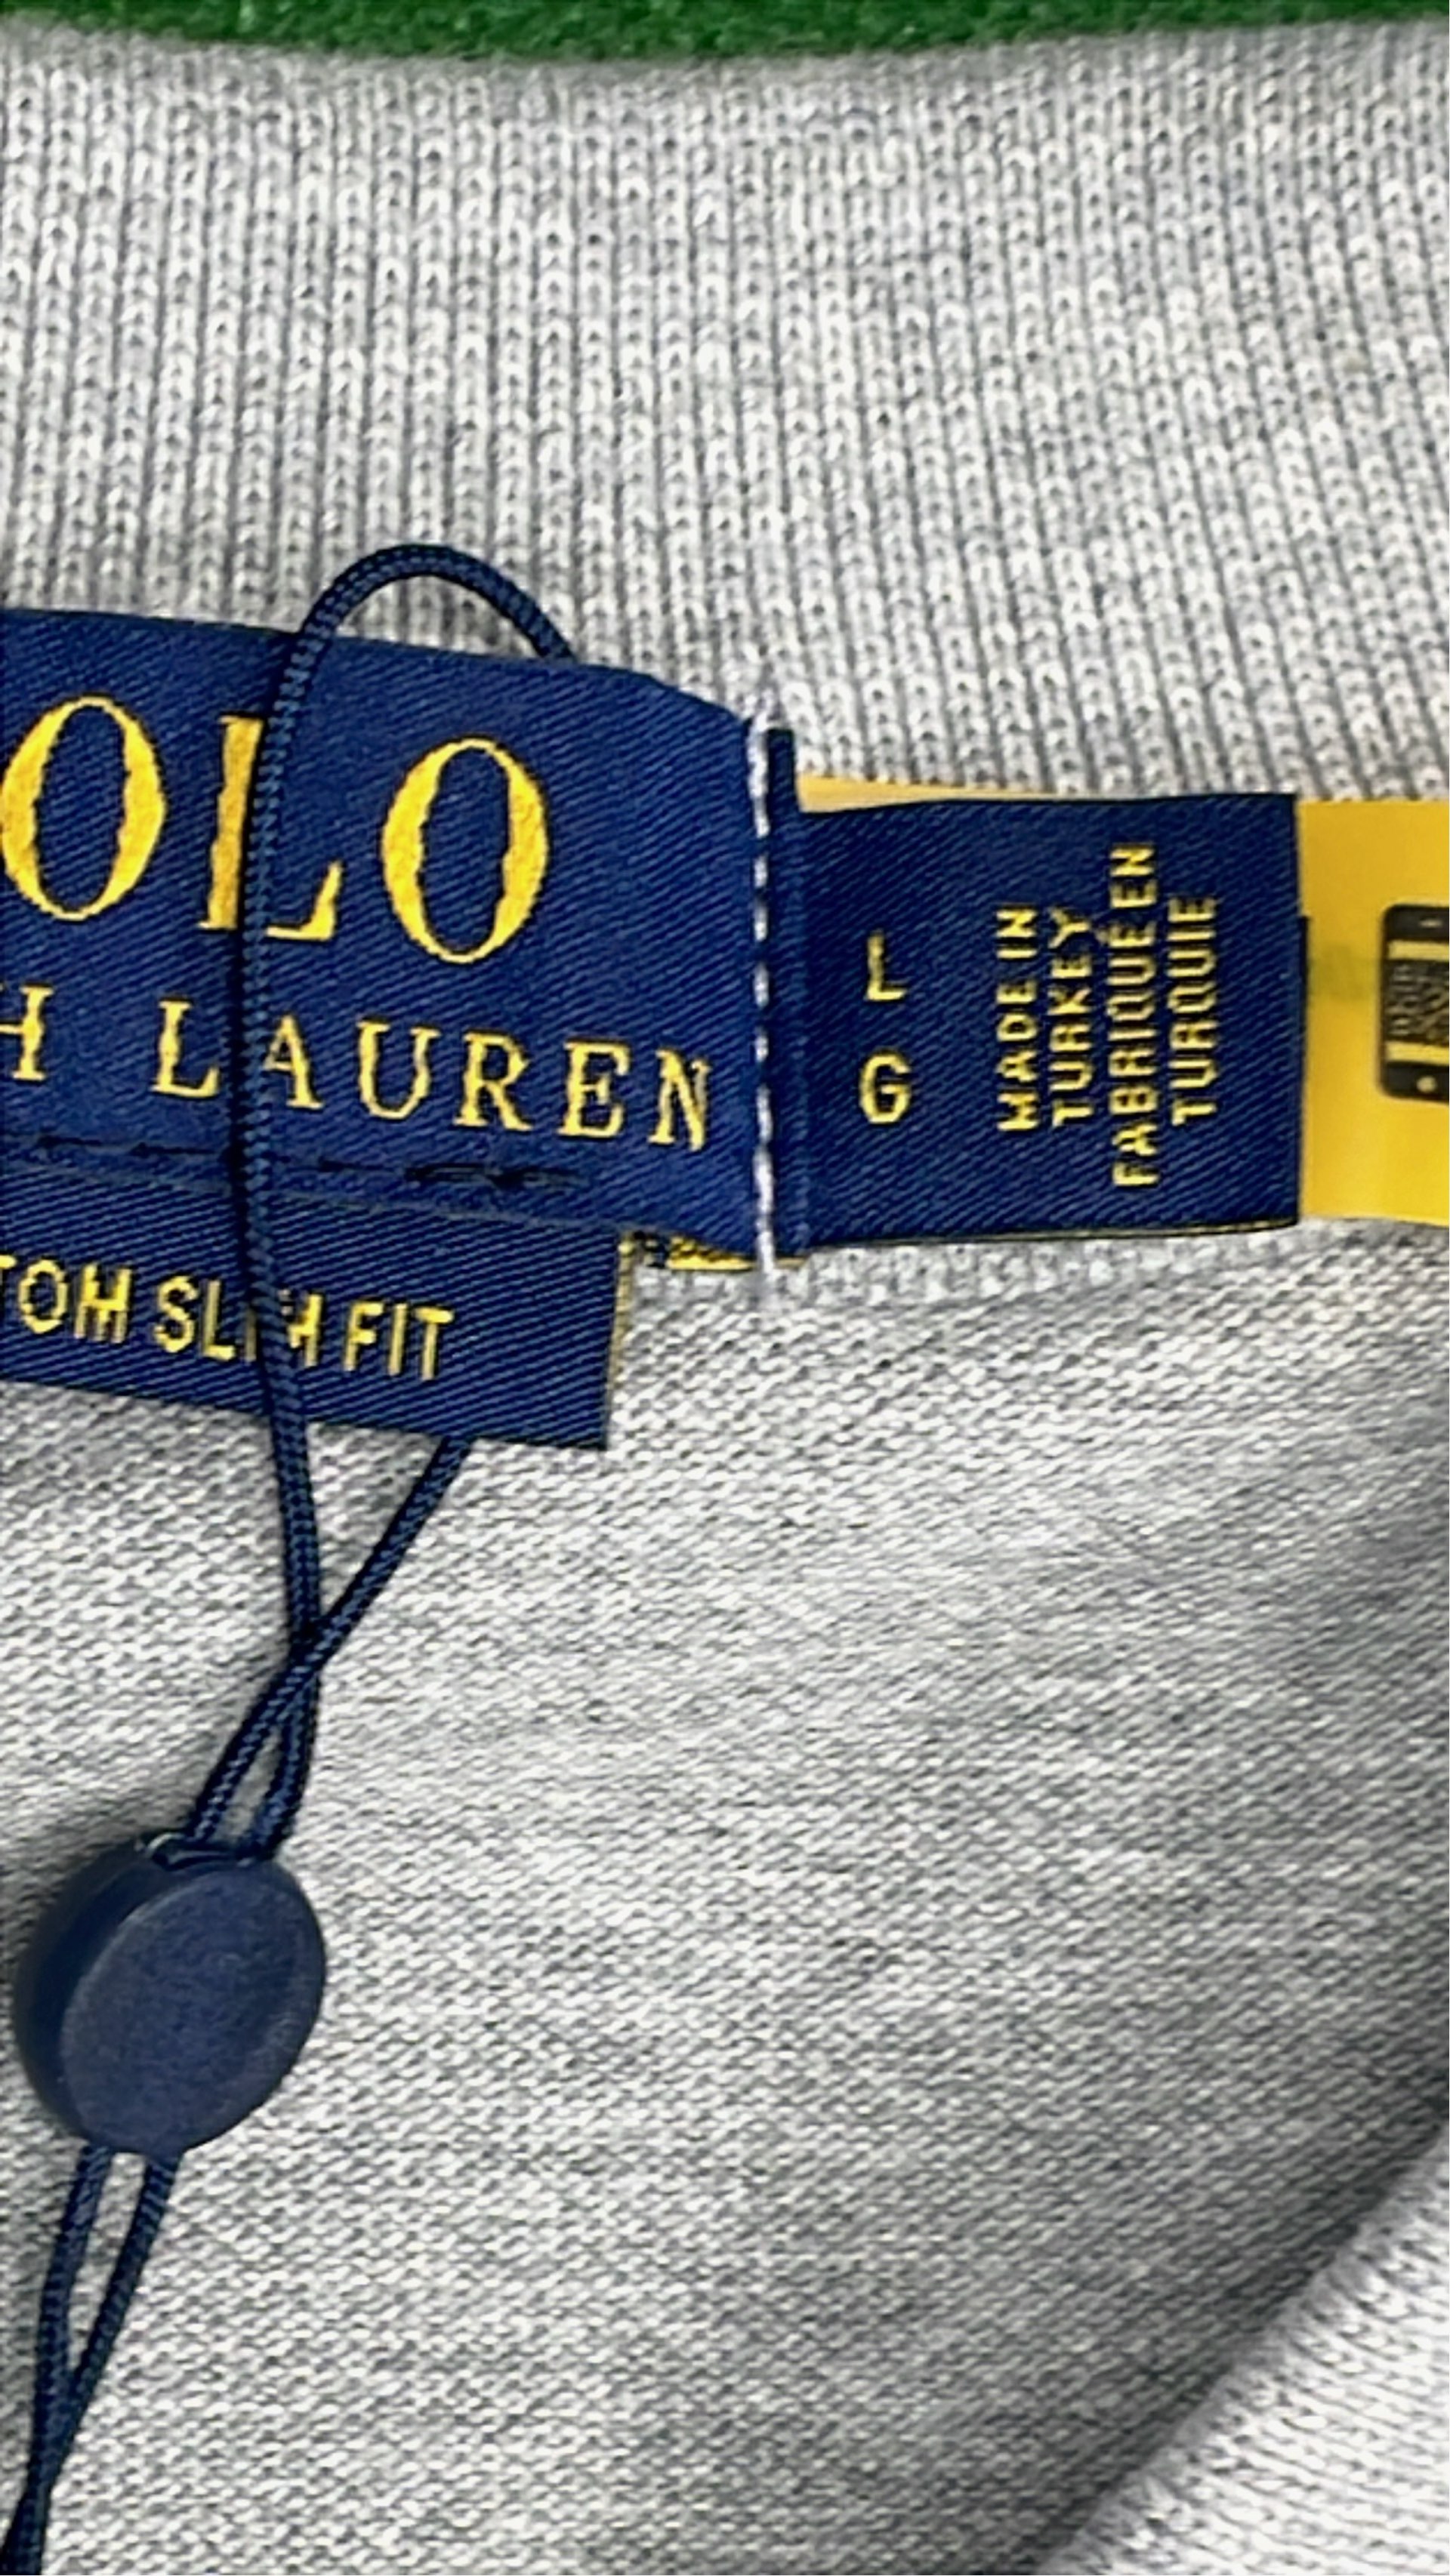 OLO
H LAUREN
TOM SLIM FIT
L
G
MADE IN
TURKEY
FABRIQUÉ EN
TURQUIE